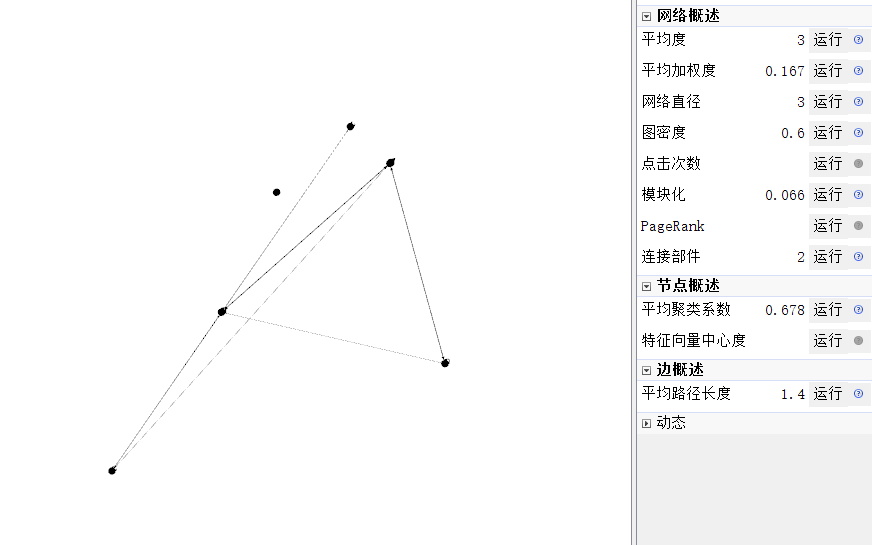 网络概述
平均度 3 运行
平均加权度 0.167 运行
网络直径 3 运行
图密度 0.6 运行
点击次数 运行
模块化 0.066 运行
PageRank 运行
连接部件 2 运行
节点概述
平均聚类系数 0.678 运行
特征向量中心度 运行
边概述
平均路径长度 1.4 运行
动态